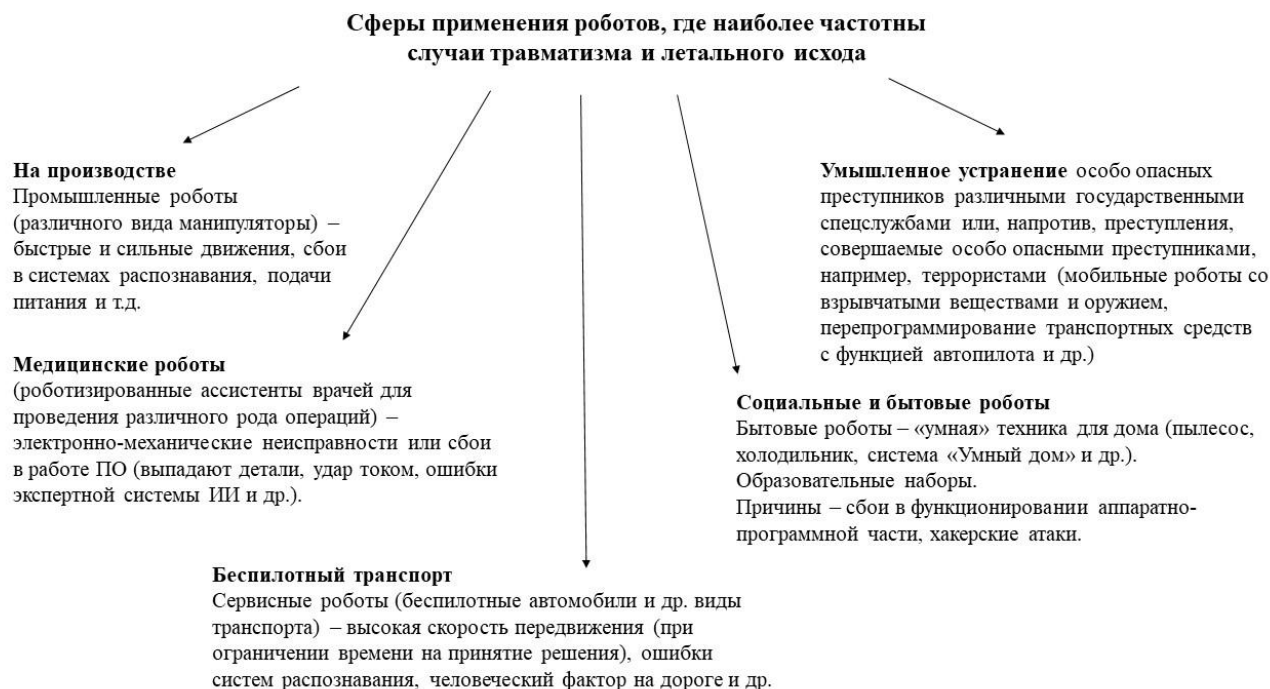 Сферы применения роботов, где наиболее частотны
случаи травматизма и летального исхода
На производстве
Промышленные роботы
(различного вида манипуляторы) –
быстрые и сильные движения, сбои
в системах распознавания, подачи
питания и т.д.
Медицинские роботы
(роботизированные ассистенты врачей для
проведения различного рода операций) –
электронно-механические неисправности или сбои
в работе ПО (выпадают детали, удар током, ошибки
экспертной системы ИИ и др.).
Беспилотный транспорт
Сервисные роботы (беспилотные автомобили и др. виды
транспорта) – высокая скорость передвижения (при
ограничении времени на принятие решения), ошибки
систем распознавания, человеческий фактор на дороге и др.
Социальные и бытовые роботы
Бытовые роботы – «умная» техника для дома (пылесос,
холодильник, система «Умный дом» и др.).
Образовательные наборы.
Причины – сбои в функционировании аппаратно-
программной части, хакерские атаки.
Умышленное устранение особо опасных
преступников различными государственными
спецслужбами или, напротив, преступления,
совершаемые особо опасными преступниками,
например, террористами (мобильные роботы со
взрывчатыми веществами и оружием,
перепрограммирование транспортных средств
с функцией автопилота и др.)